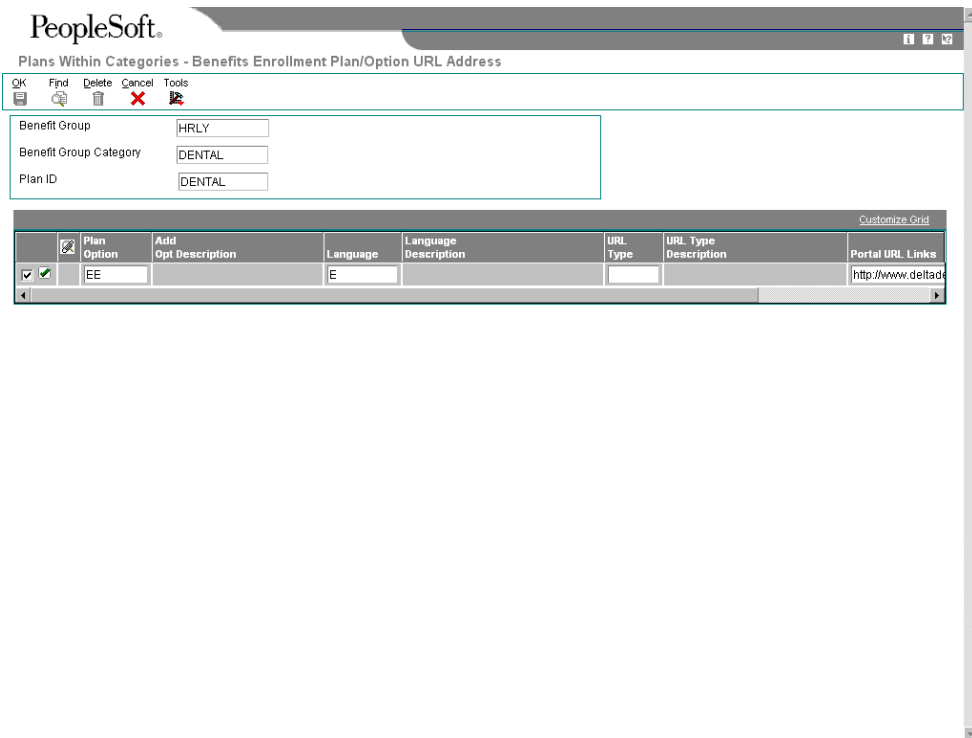 PeopleSoft.
Plans Within Categories - Benefits Enrollment Plan/Option URL Address
OK Find Delete Cancel Tools
Benefit Group HRLY
Benefit Group Category DENTAL
Plan ID DENTAL
Customize Grid
Plan Option Add Opt Description Language Language Description URL Type URL Type Description Portal URL Links
EE E http://www.deltade